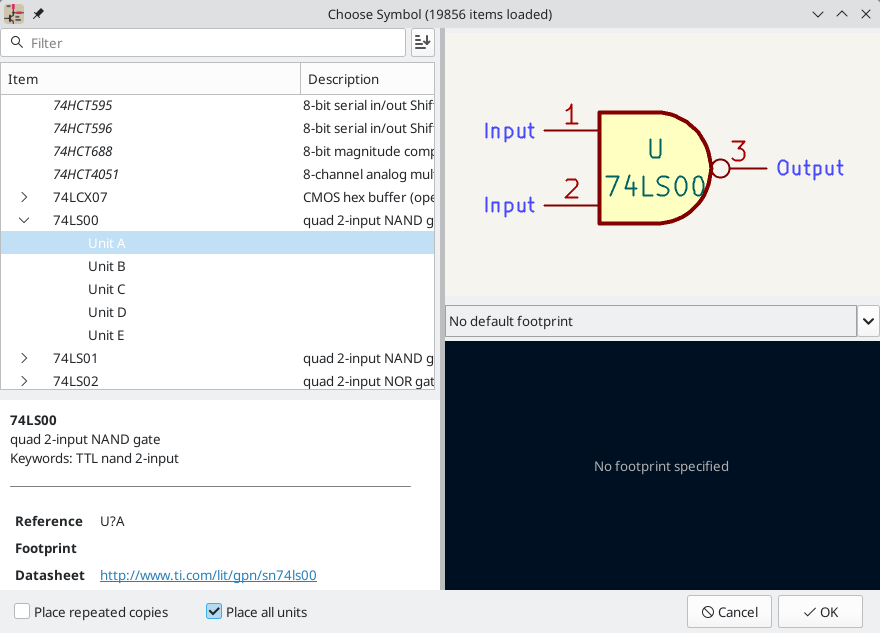 Choose Symbol (19856 items loaded)
Filter
Item Description
74HCT595 8-bit serial in/out Shif
74HCT596 8-bit serial in/out Shif
74HCT688 8-bit magnitude comp
74HCT4051 8-channel analog mul
74LCX07 CMOS hex buffer (ope
74LS00 quad 2-input NAND g
Unit A
Unit B
Unit C
Unit D
Unit E
74LS01 quad 2-input NAND g
74LS02 quad 2-input NOR gat
74LS00
quad 2-input NAND gate
Keywords: TTL nand 2-input
Reference U?A
Footprint
Datasheet http://www.ti.com/lit/gpn/sn74ls00
Place repeated copies Place all units
Input 1
U
3 Output
74LS00
Input 2
No default footprint
No footprint specified
Cancel OK